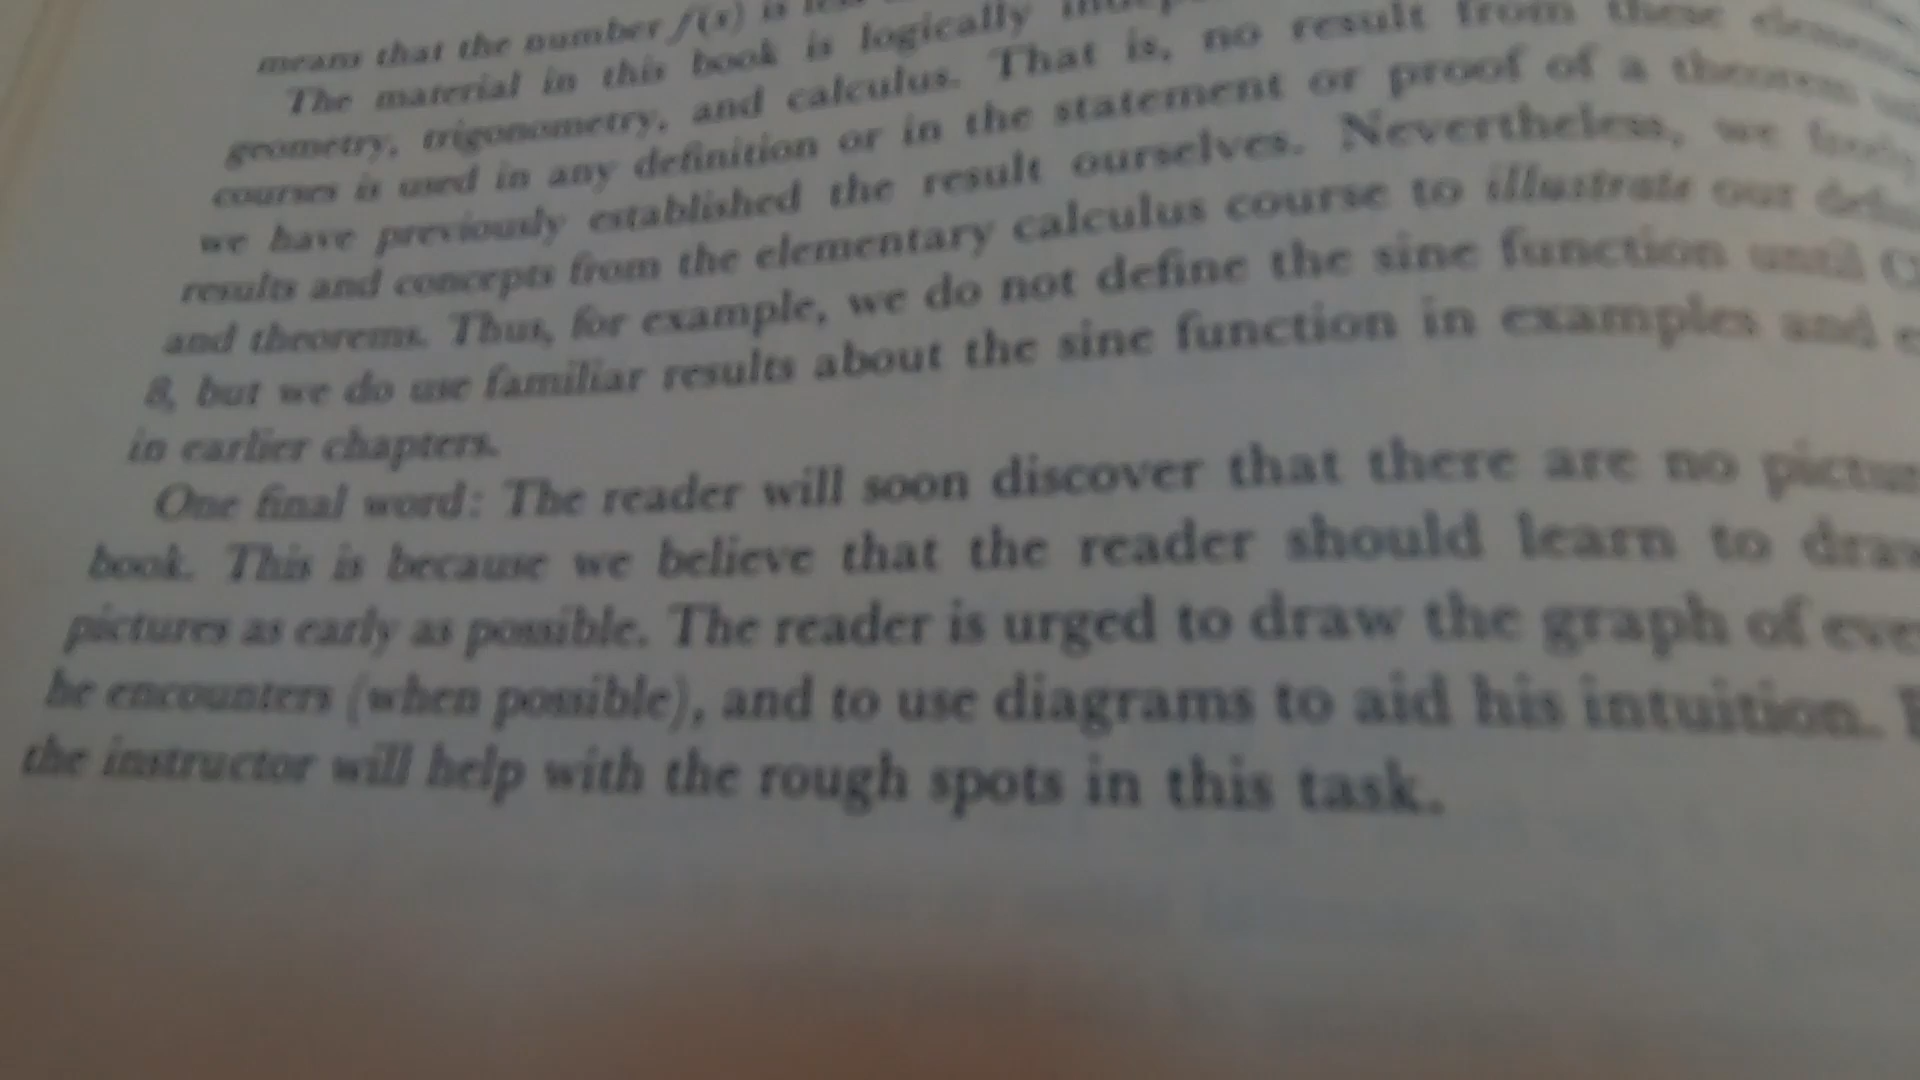 means that the number f(s) is less
The material in this book is logically
geometry, trigonometry, and calculus. That is, no result from these
courses is used in any definition or in the statement or proof of a theorem
we have previously established the result ourselves. Nevertheless, we
results and concepts from the elementary calculus course to illustrate our
and theorems. Thus, for example, we do not define the sine function until
8, but we do use familiar results about the sine function in examples and
in earlier chapters.
One final word: The reader will soon discover that there are no
book. This is because we believe that the reader should learn to
pictures as early as possible. The reader is urged to draw the graph of
he encounters (when possible), and to use diagrams to aid his intuition.
the instructor will help with the rough spots in this task.